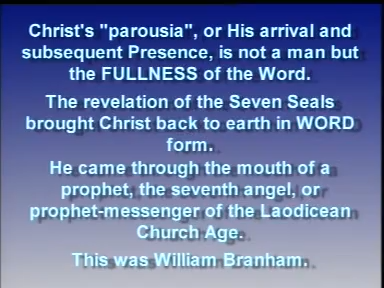 Christ's "parousia", or His arrival and
subsequent Presence, is not a man but
the FULLNESS of the Word.
The revelation of the Seven Seals
brought Christ back to earth in WORD
form.
He came through the mouth of a
prophet, the seventh angel, or
prophet-messenger of the Laodicean
Church Age.
This was William Branham.